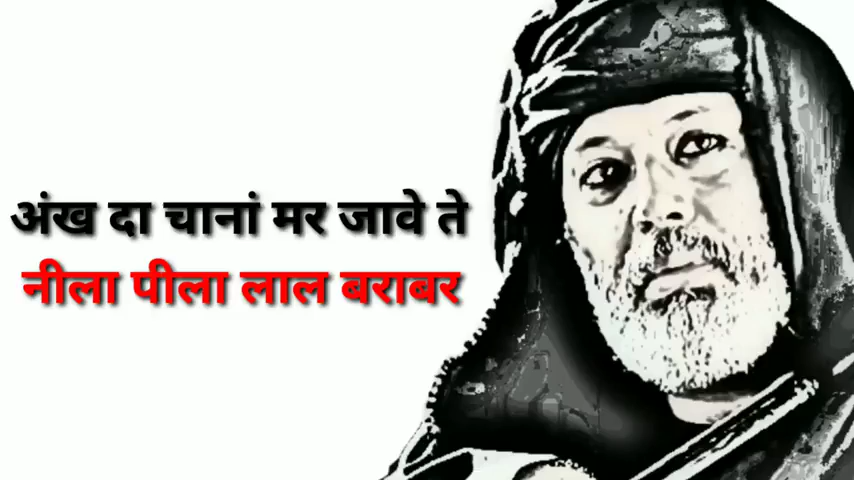 अंख दा चानां मर जावे ते
नीला पीला लाल बराबर